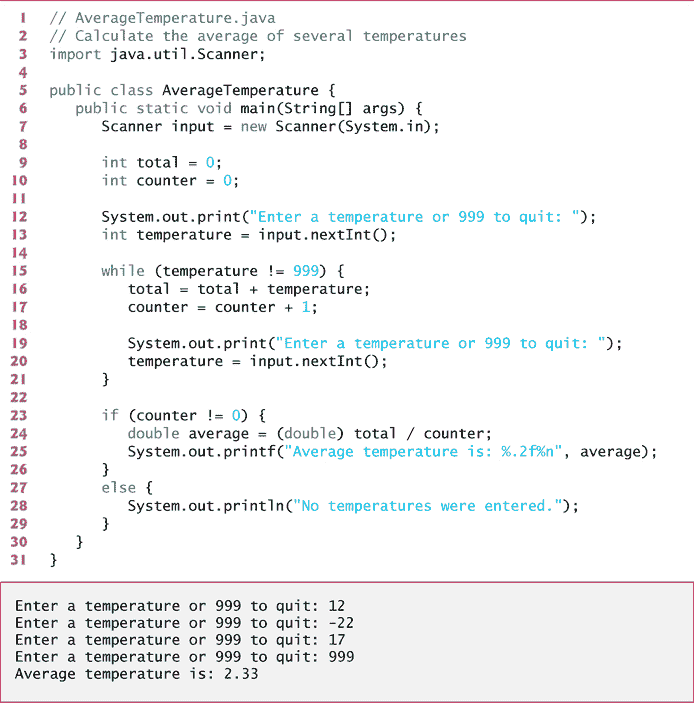 1 // AverageTemperature.java
2 // Calculate the average of several temperatures
3 import java.util.Scanner;
4
5 public class AverageTemperature {
6 public static void main(String[] args) {
7 Scanner input = new Scanner(System.in);
8
9 int total = 0;
10 int counter = 0;
11
12 System.out.print("Enter a temperature or 999 to quit: ");
13 int temperature = input.nextInt();
14
15 while (temperature != 999) {
16 total = total + temperature;
17 counter = counter + 1;
18
19 System.out.print("Enter a temperature or 999 to quit: ");
20 temperature = input.nextInt();
21 }
22
23 if (counter != 0) {
24 double average = (double) total / counter;
25 System.out.printf("Average temperature is: %.2f%n", average);
26 }
27 else {
28 System.out.println("No temperatures were entered.");
29 }
30 }
31 }
Enter a temperature or 999 to quit: 12
Enter a temperature or 999 to quit: -22
Enter a temperature or 999 to quit: 17
Enter a temperature or 999 to quit: 999
Average temperature is: 2.33